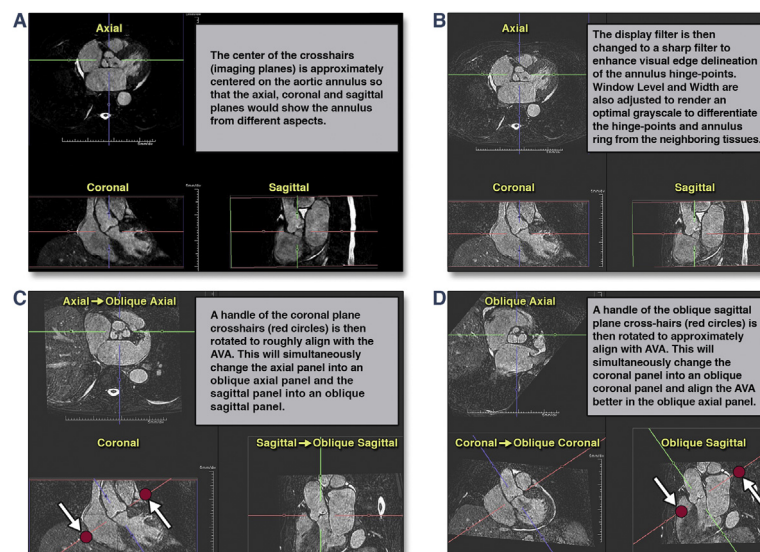 A
Axial
The center of the crosshairs
(imaging planes) is approximately
centered on the aortic annulus so
that the axial, coronal and sagittal
planes would show the annulus
from different aspects.
Coronal
Sagittal
B
Axial
The display filter is then
changed to a sharp filter to
enhance visual edge delineation
of the annulus hinge-points.
Window Level and Width are
also adjusted to render an
optimal grayscale to differentiate
the hinge-points and annulus
ring from the neighboring tissues.
Coronal
Sagittal
C
Axial → Oblique Axial
A handle of the coronal plane
crosshairs (red circles) is then
rotated to roughly align with the
AVA. This will simultaneously
change the axial panel into an
oblique axial panel and the
sagittal panel into an oblique
sagittal panel.
Coronal
Sagittal → Oblique Sagittal
D
Oblique Axial
A handle of the oblique sagittal
plane cross-hairs (red circles) is
then rotated to approximately
align with AVA. This will
simultaneously change the
coronal panel into an oblique
coronal panel and align the AVA
better in the oblique axial panel.
Coronal → Oblique Coronal
Oblique Sagittal